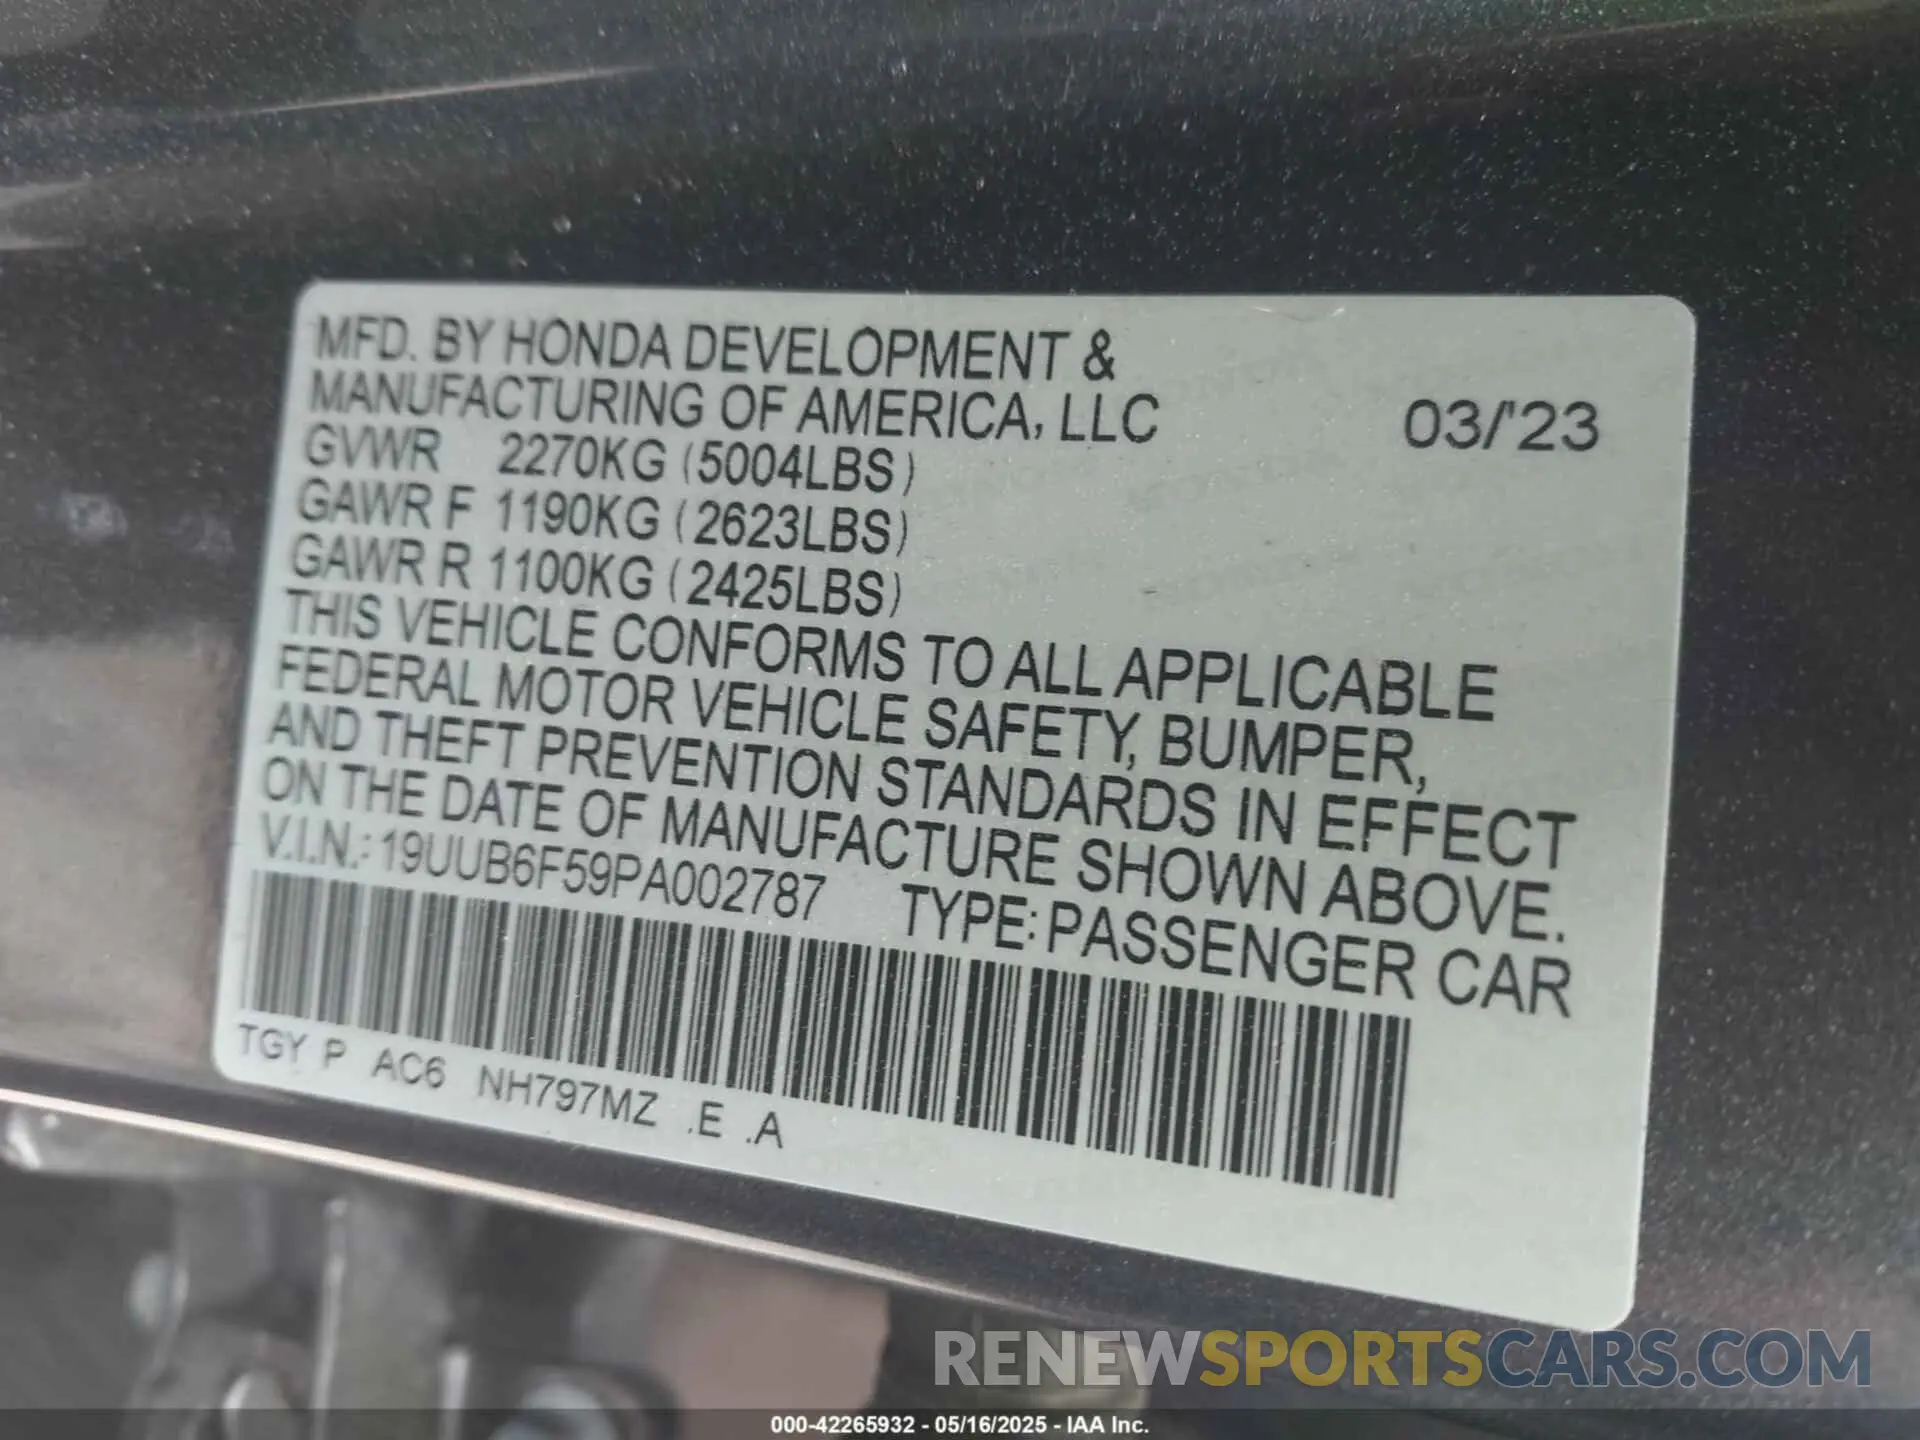 MFD. BY HONDA DEVELOPMENT &
MANUFACTURING OF AMERICA, LLC 03/'23
GVWR 2270KG (5004LBS)
GAWR F 1190KG (2623LBS)
GAWR R 1100KG (2425LBS)
THIS VEHICLE CONFORMS TO ALL APPLICABLE
FEDERAL MOTOR VEHICLE SAFETY, BUMPER,
AND THEFT PREVENTION STANDARDS IN EFFECT
ON THE DATE OF MANUFACTURE SHOWN ABOVE.
V.I.N.: 19UUB6F59PA002787 TYPE: PASSENGER CAR
TGY P AC6 NH797MZ .E .A
RENEWSPORTSCARS.COM
000-42265932 - 05/16/2025 - IAA Inc.